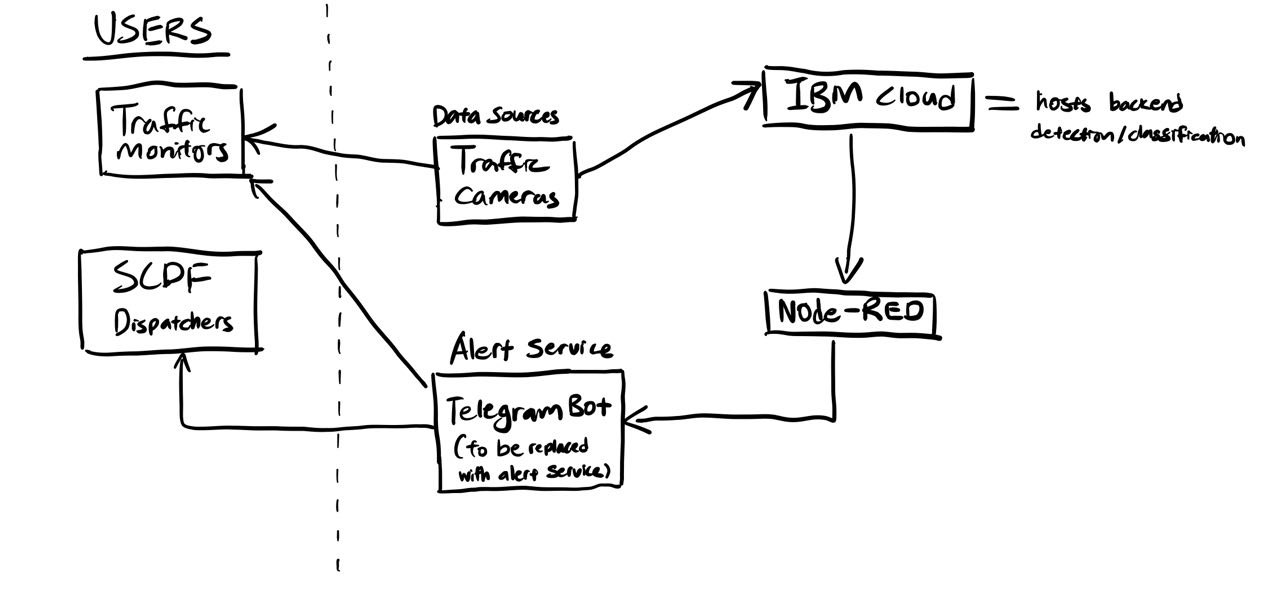 USERS
Traffic
Monitors
SCDF
Dispatchers
Data Sources
Traffic
Cameras
Alert Service
Telegram Bot
(to be replaced
with alert service)
IBM Cloud
= hosts backend
detection/classification
Node-RED